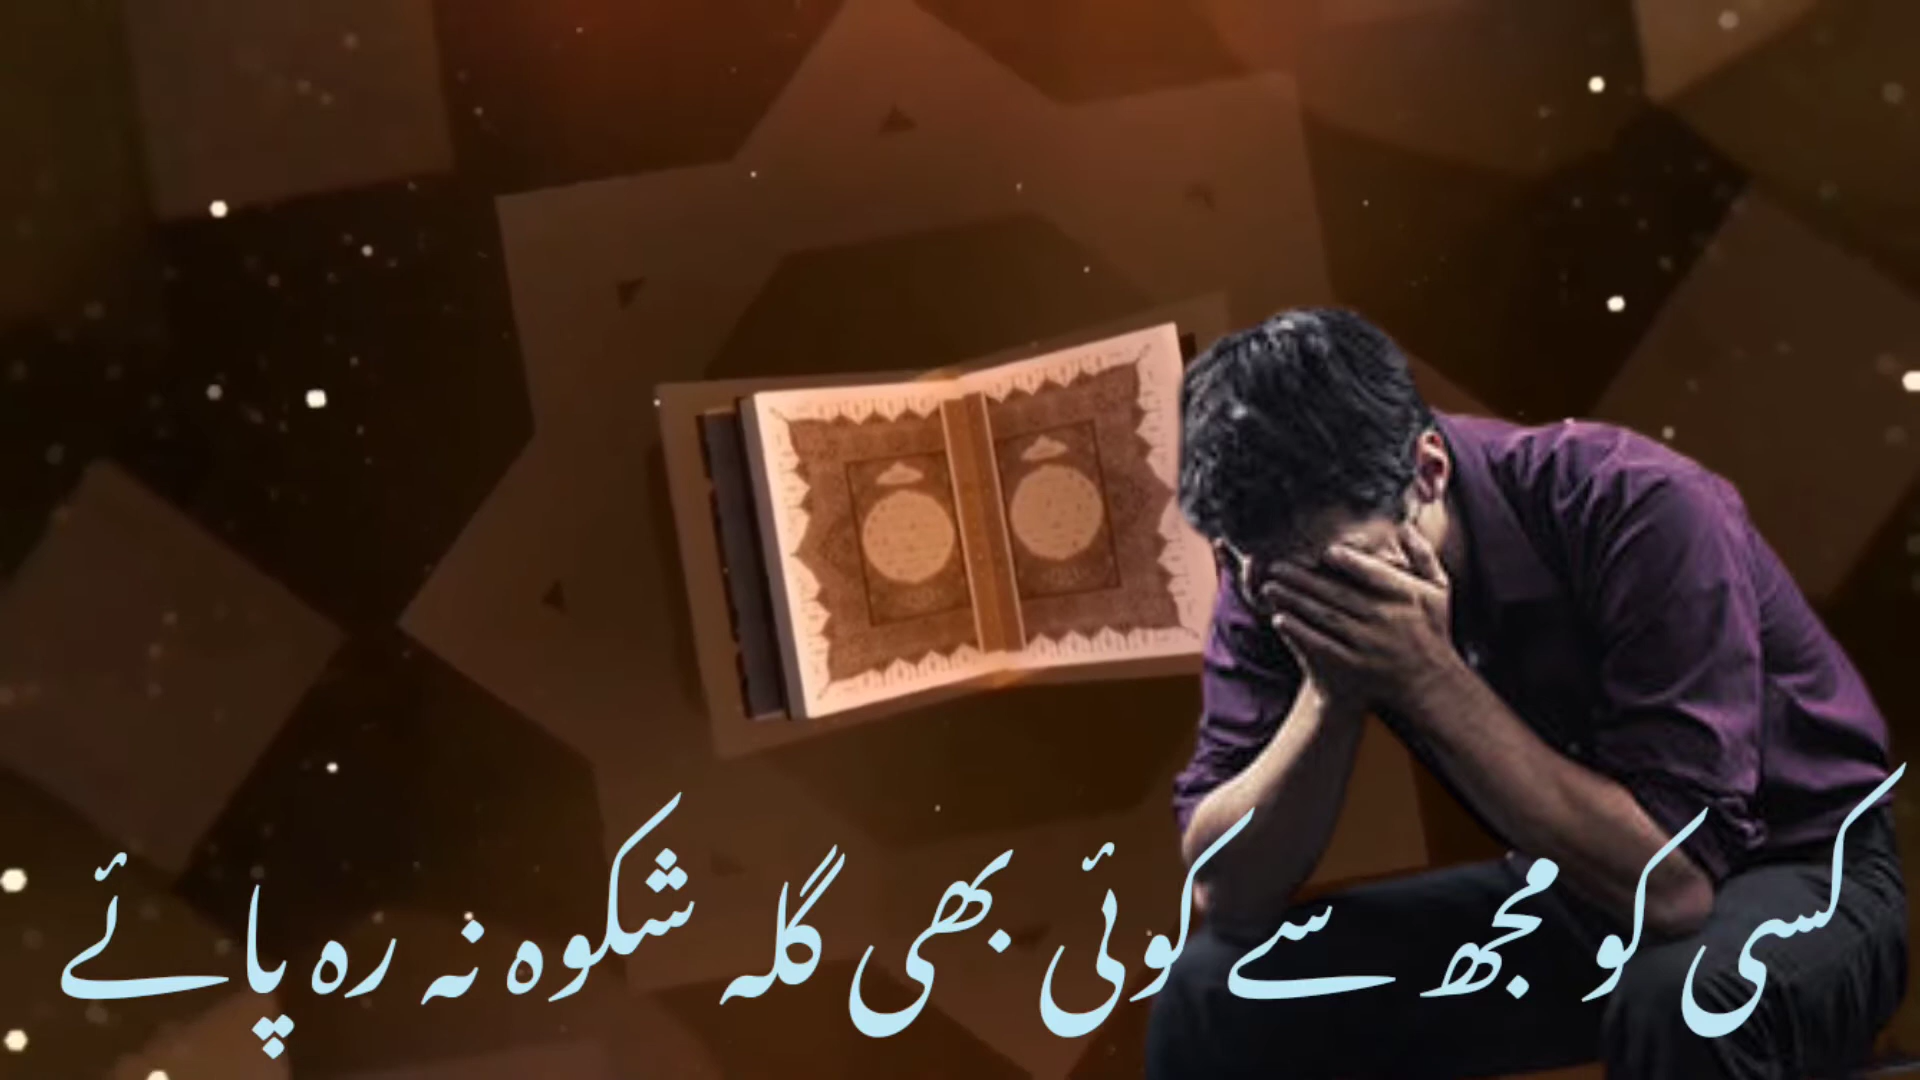 کسی کو مجھ سے کوئی بھی گلہ شکوہ نہ رہ پائے